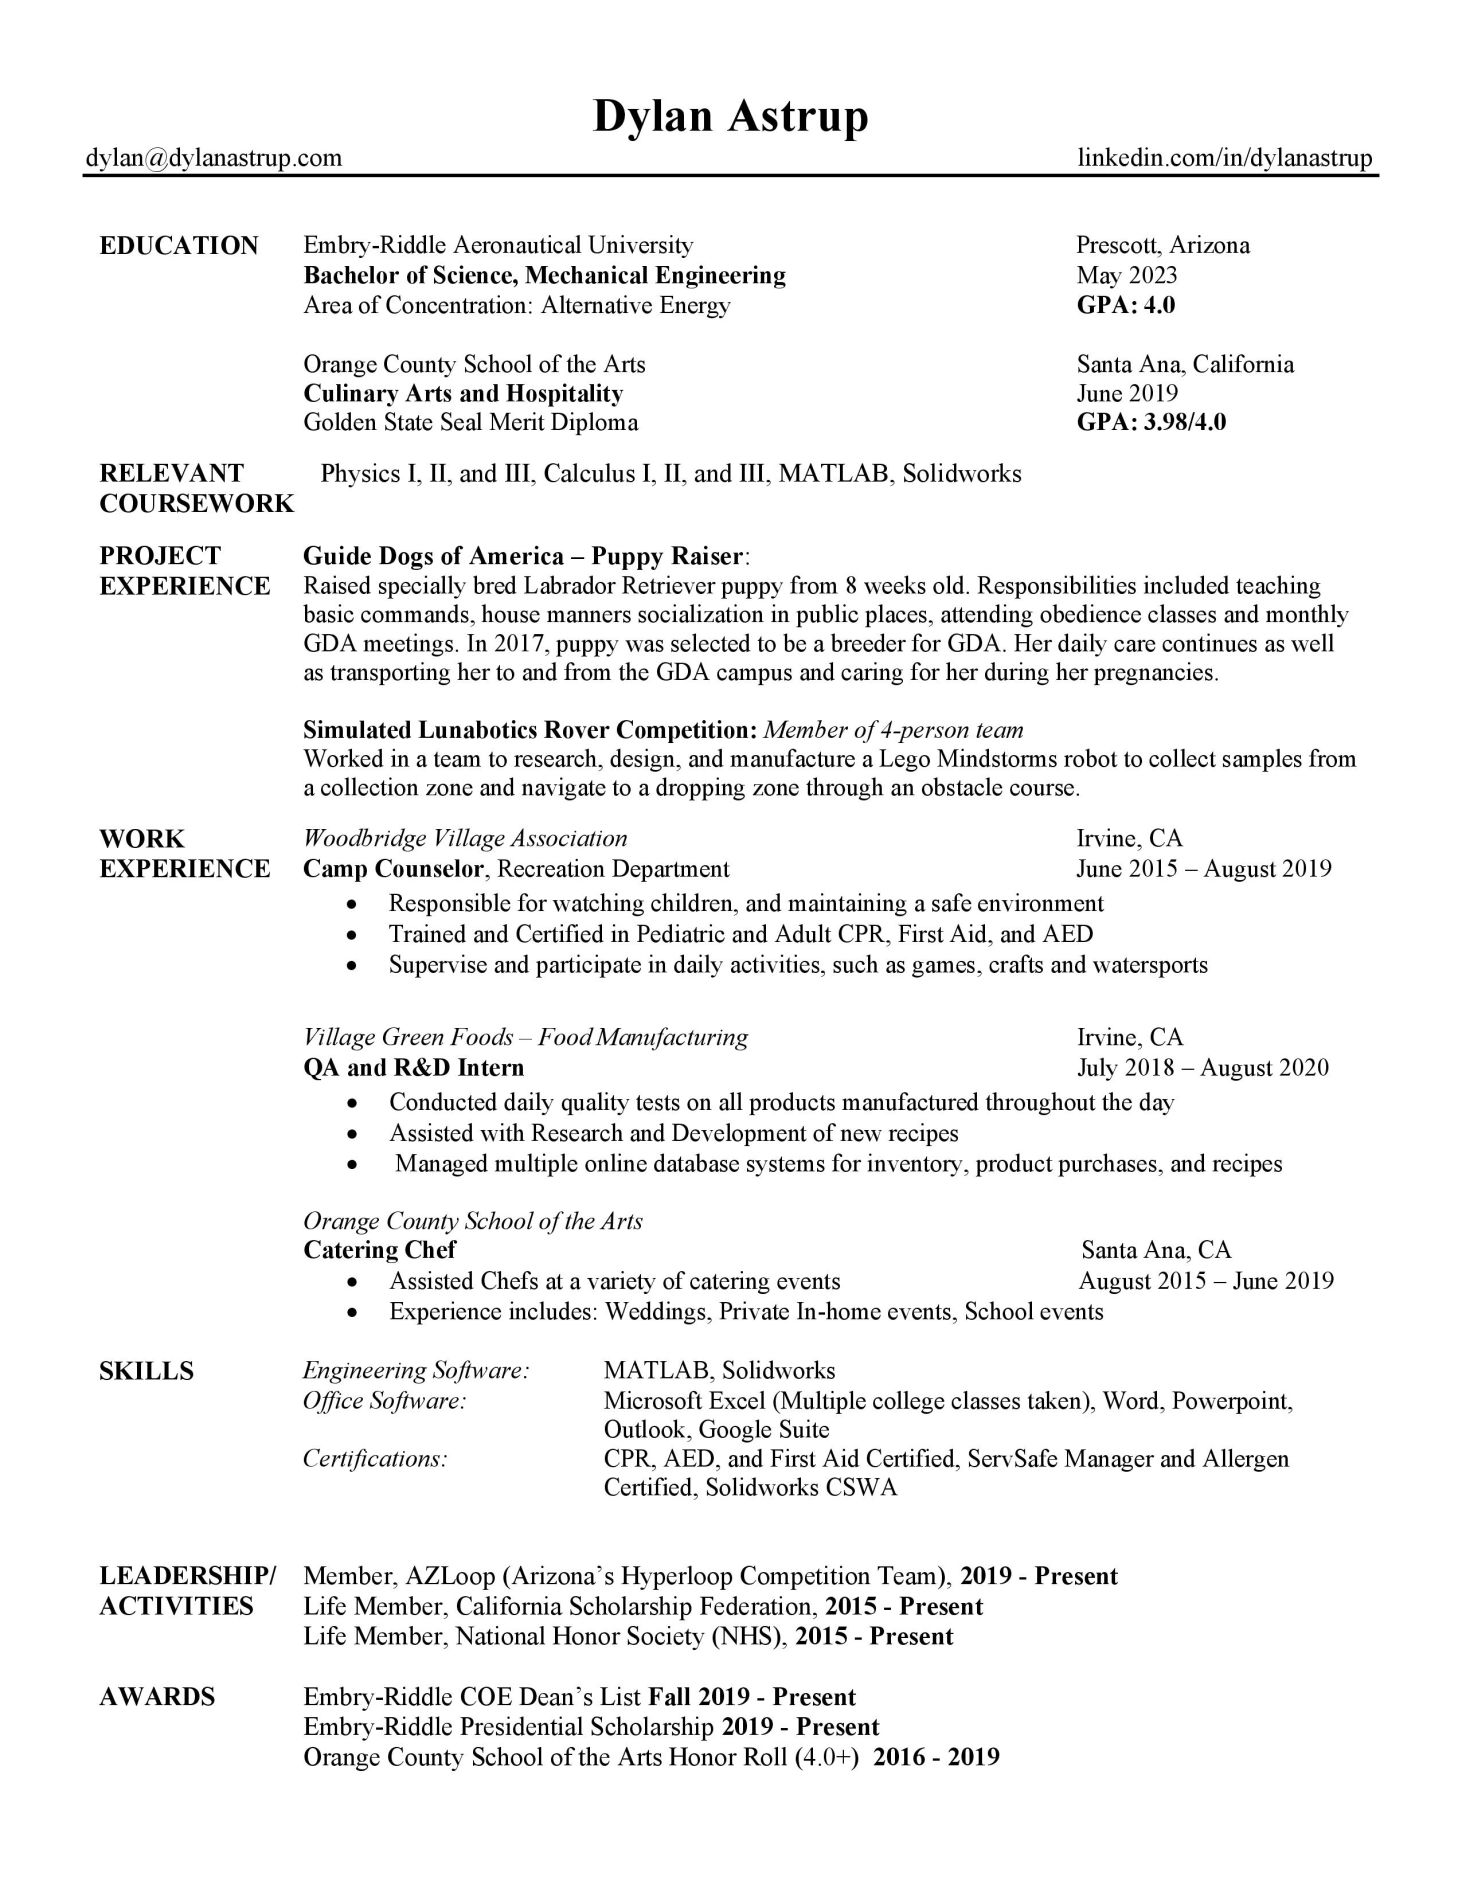 Dylan Astrup
dylan@dylanastrup.com linkedin.com/in/dylanastrup
EDUCATION Embry-Riddle Aeronautical University Prescott, Arizona
Bachelor of Science, Mechanical Engineering May 2023
Area of Concentration: Alternative Energy GPA: 4.0
Orange County School of the Arts Santa Ana, California
Culinary Arts and Hospitality June 2019
Golden State Seal Merit Diploma GPA: 3.98/4.0
RELEVANT Physics I, II, and III, Calculus I, II, and III, MATLAB, Solidworks
COURSEWORK
PROJECT Guide Dogs of America – Puppy Raiser:
EXPERIENCE Raised specially bred Labrador Retriever puppy from 8 weeks old. Responsibilities included teaching
basic commands, house manners socialization in public places, attending obedience classes and monthly
GDA meetings. In 2017, puppy was selected to be a breeder for GDA. Her daily care continues as well
as transporting her to and from the GDA campus and caring for her during her pregnancies.
Simulated Lunabotics Rover Competition: Member of 4-person team
Worked in a team to research, design, and manufacture a Lego Mindstorms robot to collect samples from
a collection zone and navigate to a dropping zone through an obstacle course.
WORK Woodbridge Village Association Irvine, CA
EXPERIENCE Camp Counselor, Recreation Department June 2015 – August 2019
• Responsible for watching children, and maintaining a safe environment
• Trained and Certified in Pediatric and Adult CPR, First Aid, and AED
• Supervise and participate in daily activities, such as games, crafts and watersports
Village Green Foods – Food Manufacturing Irvine, CA
QA and R&D Intern July 2018 – August 2020
• Conducted daily quality tests on all products manufactured throughout the day
• Assisted with Research and Development of new recipes
• Managed multiple online database systems for inventory, product purchases, and recipes
Orange County School of the Arts
Catering Chef Santa Ana, CA
• Assisted Chefs at a variety of catering events August 2015 – June 2019
• Experience includes: Weddings, Private In-home events, School events
SKILLS Engineering Software: MATLAB, Solidworks
Office Software: Microsoft Excel (Multiple college classes taken), Word, Powerpoint,
Outlook, Google Suite
Certifications: CPR, AED, and First Aid Certified, ServSafe Manager and Allergen
Certified, Solidworks CSWA
LEADERSHIP/ Member, AZLoop (Arizona’s Hyperloop Competition Team), 2019 - Present
ACTIVITIES Life Member, California Scholarship Federation, 2015 - Present
Life Member, National Honor Society (NHS), 2015 - Present
AWARDS Embry-Riddle COE Dean’s List Fall 2019 - Present
Embry-Riddle Presidential Scholarship 2019 - Present
Orange County School of the Arts Honor Roll (4.0+) 2016 - 2019